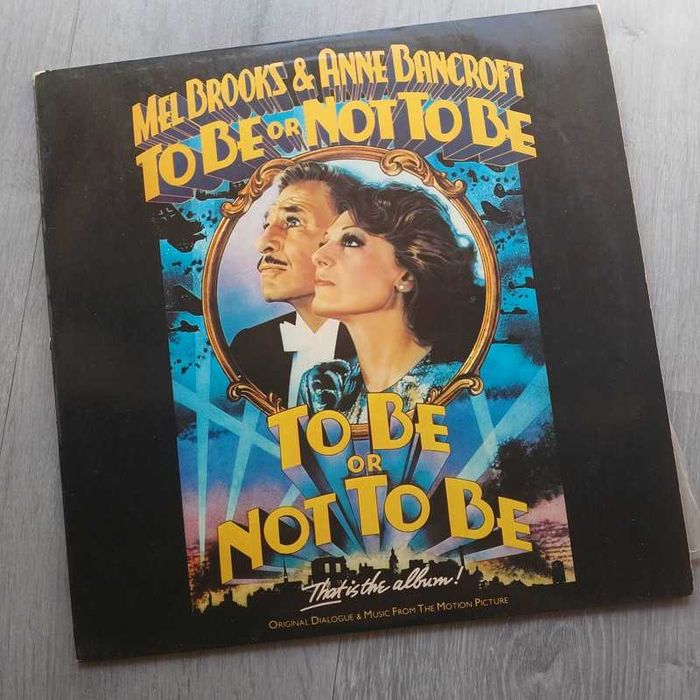 MEL BROOKS & ANNE BANCROFT
TO BE OR NOT TO BE
TO BE
OR
NOT TO BE
That is the album!
ORIGINAL DIALOGUE & MUSIC FROM THE MOTION PICTURE